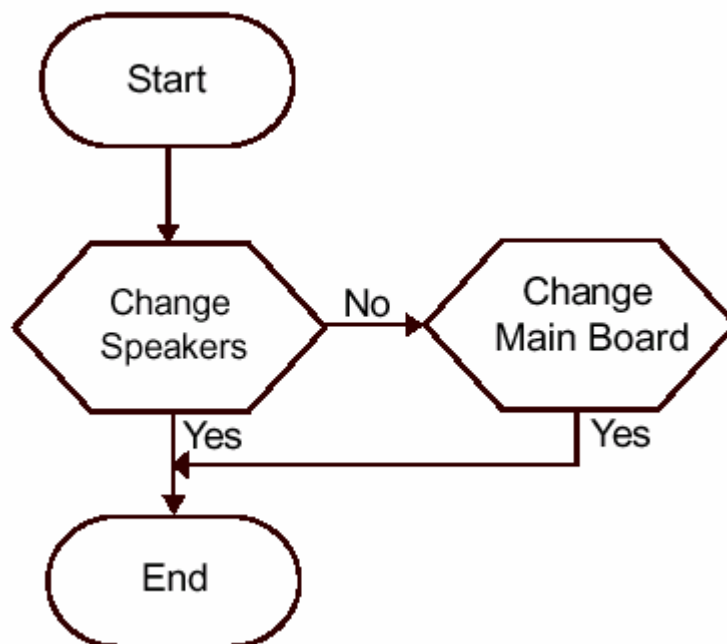 Start
Change
Speakers
No
Change
Main Board
Yes
Yes
End